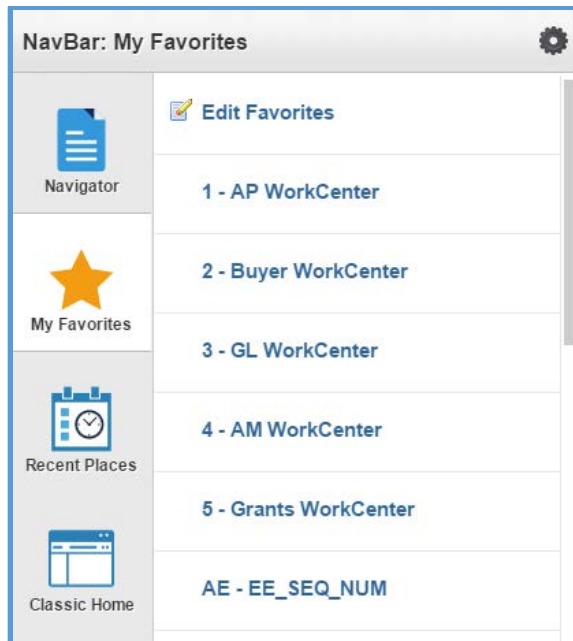 NavBar: My Favorites
Navigator
My Favorites
Recent Places
Classic Home
Edit Favorites
1 - AP WorkCenter
2 - Buyer WorkCenter
3 - GL WorkCenter
4 - AM WorkCenter
5 - Grants WorkCenter
AE - EE_SEQ_NUM